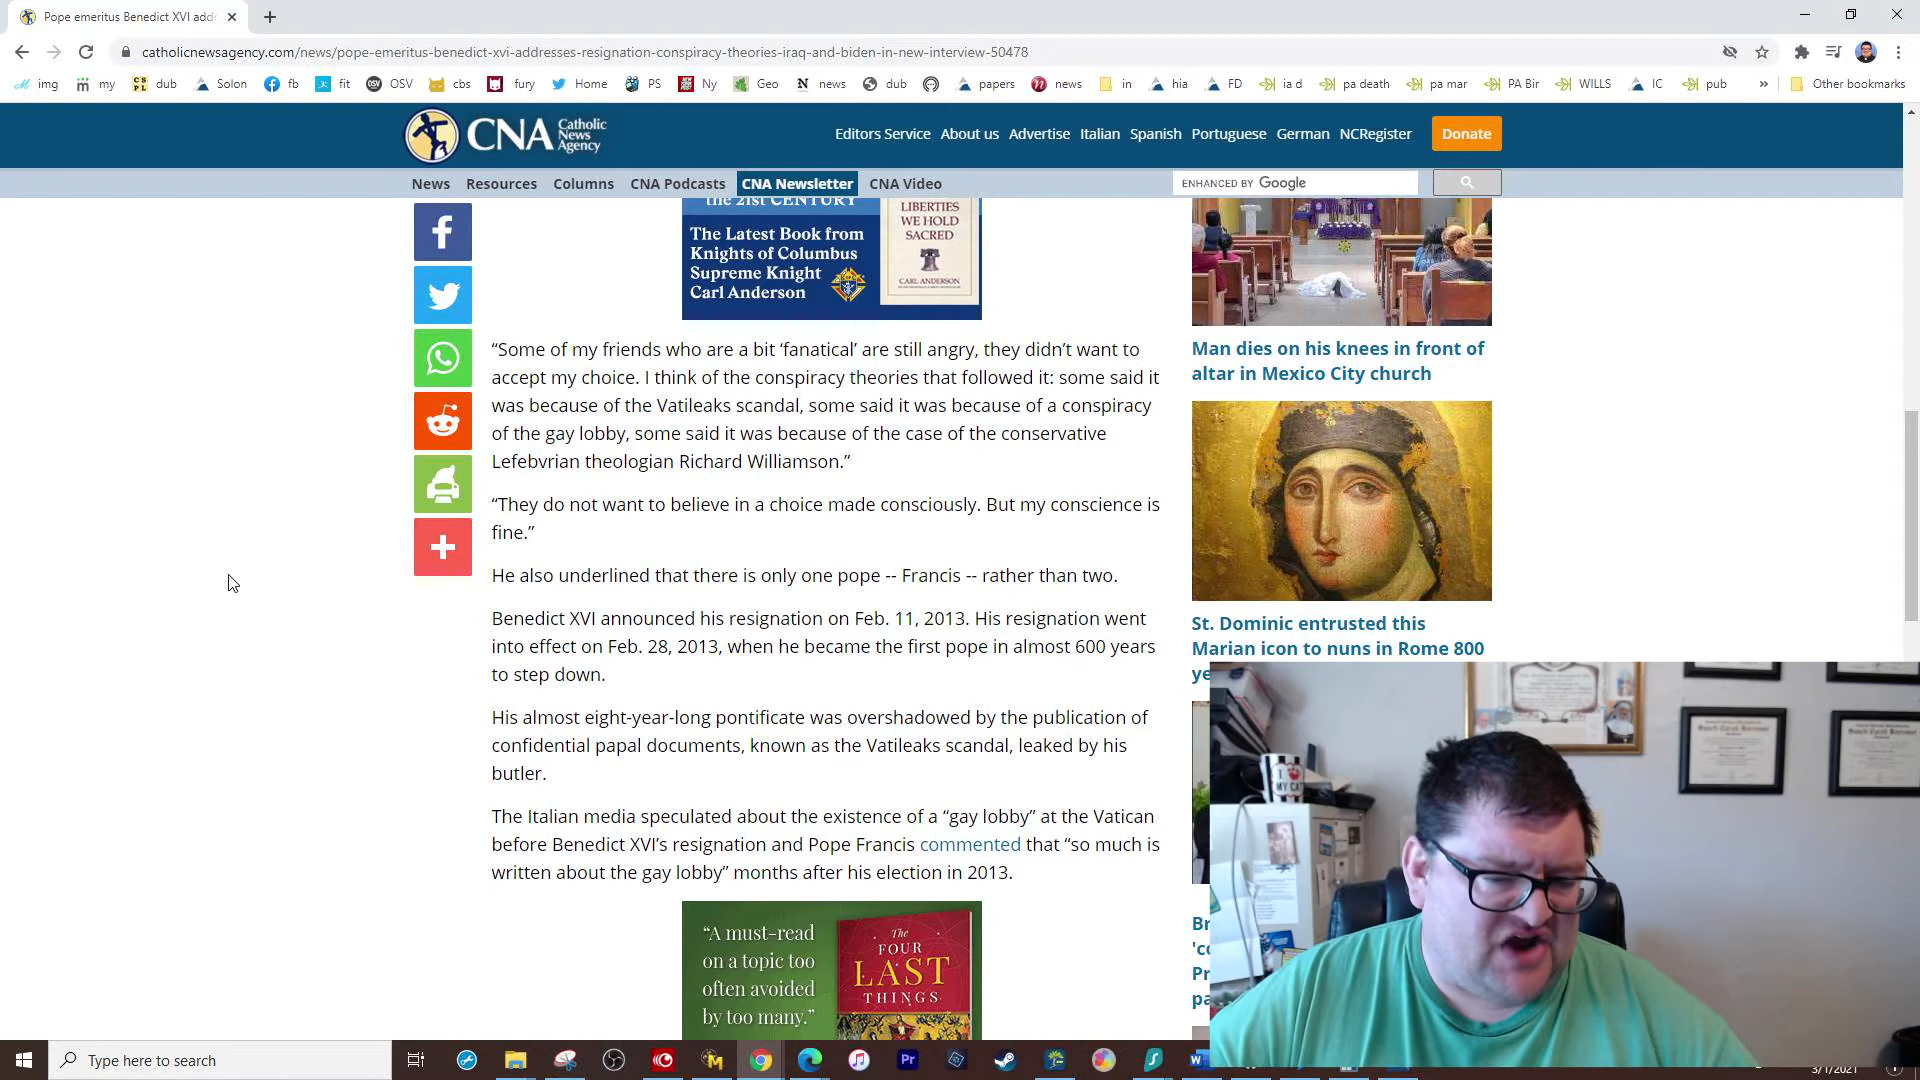 Pope emeritus Benedict XVI addr
catholicnewsagency.com/news/pope-emeritus-benedict-xvi-addresses-resignation-conspiracy-theories-iraq-and-biden-in-new-interview-50478
img my dub Solon fb fit OSV cbs fury Home PS Ny Geo news dub papers news in hia FD ia d pa death pa mar PA Bir WILLS IC pub » Other bookmarks
CNA Catholic
News
Agency
Editors Service About us Advertise Italian Spanish Portuguese German NCRegister Donate
News Resources Columns CNA Podcasts CNA Newsletter CNA Video ENHANCED BY Google
the 21st CENTURY
The Latest Book from
Knights of Columbus
Supreme Knight
Carl Anderson
LIBERTIES
WE HOLD
SACRED
CARL ANDERSON
“Some of my friends who are a bit ‘fanatical’ are still angry, they didn’t want to
accept my choice. I think of the conspiracy theories that followed it: some said it
was because of the Vatileaks scandal, some said it was because of a conspiracy
of the gay lobby, some said it was because of the case of the conservative
Lefebvrian theologian Richard Williamson.”
“They do not want to believe in a choice made consciously. But my conscience is
fine.”
He also underlined that there is only one pope -- Francis -- rather than two.
Benedict XVI announced his resignation on Feb. 11, 2013. His resignation went
into effect on Feb. 28, 2013, when he became the first pope in almost 600 years
to step down.
His almost eight-year-long pontificate was overshadowed by the publication of
confidential papal documents, known as the Vatileaks scandal, leaked by his
butler.
The Italian media speculated about the existence of a “gay lobby” at the Vatican
before Benedict XVI’s resignation and Pope Francis commented that “so much is
written about the gay lobby” months after his election in 2013.
“A must-read
on a topic too
often avoided
by too many.”
The
FOUR
LAST
THINGS
Man dies on his knees in front of
altar in Mexico City church
St. Dominic entrusted this
Marian icon to nuns in Rome 800
ye
Br
'co
Pr
pa
I
MY CAT
Type here to search
3/1/2021